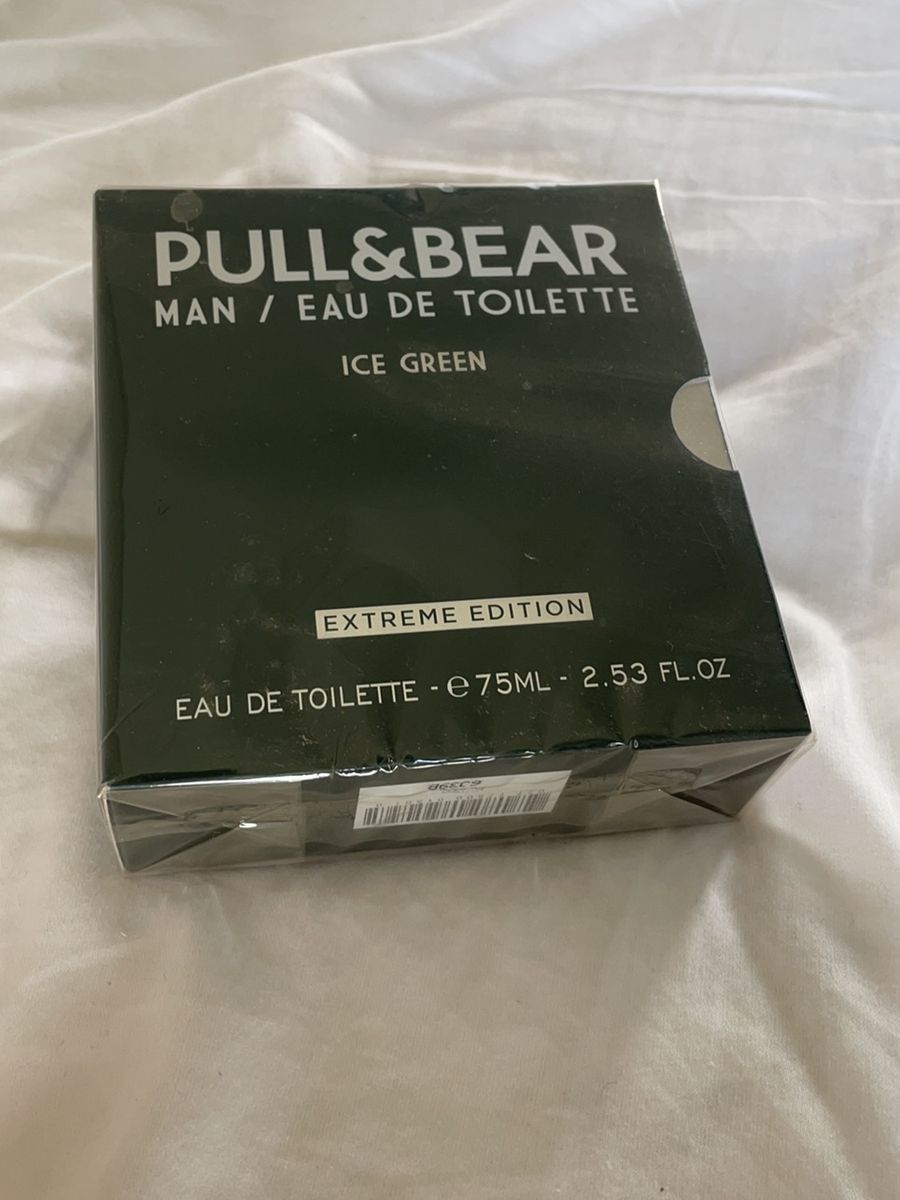 PULL&BEAR
MAN / EAU DE TOILETTE
ICE GREEN
EXTREME EDITION
EAU DE TOILETTE - ℮ 75ML - 2.53 FL.OZ